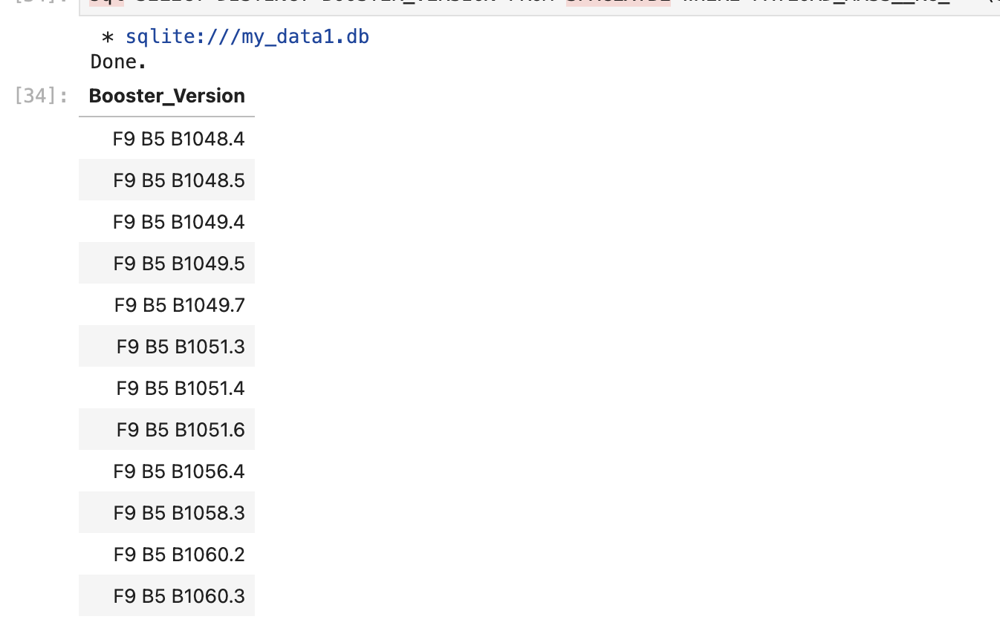 * sqlite:///my_data1.db
Done.
[34]: Booster_Version
F9 B5 B1048.4
F9 B5 B1048.5
F9 B5 B1049.4
F9 B5 B1049.5
F9 B5 B1049.7
F9 B5 B1051.3
F9 B5 B1051.4
F9 B5 B1051.6
F9 B5 B1056.4
F9 B5 B1058.3
F9 B5 B1060.2
F9 B5 B1060.3